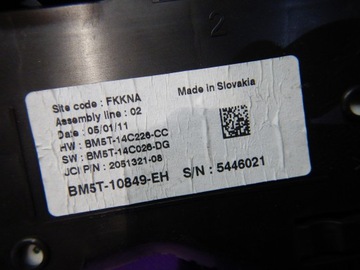 2
Site code : FKKNA
Made in Slovakia
Assembly line : 02
Date : 05/01/11
HW : BM5T-14C226-CC
SW : BM5T-14C026-DG
JCI P/N : 2051321-08
BM5T-10849-EH S/N : 5446021